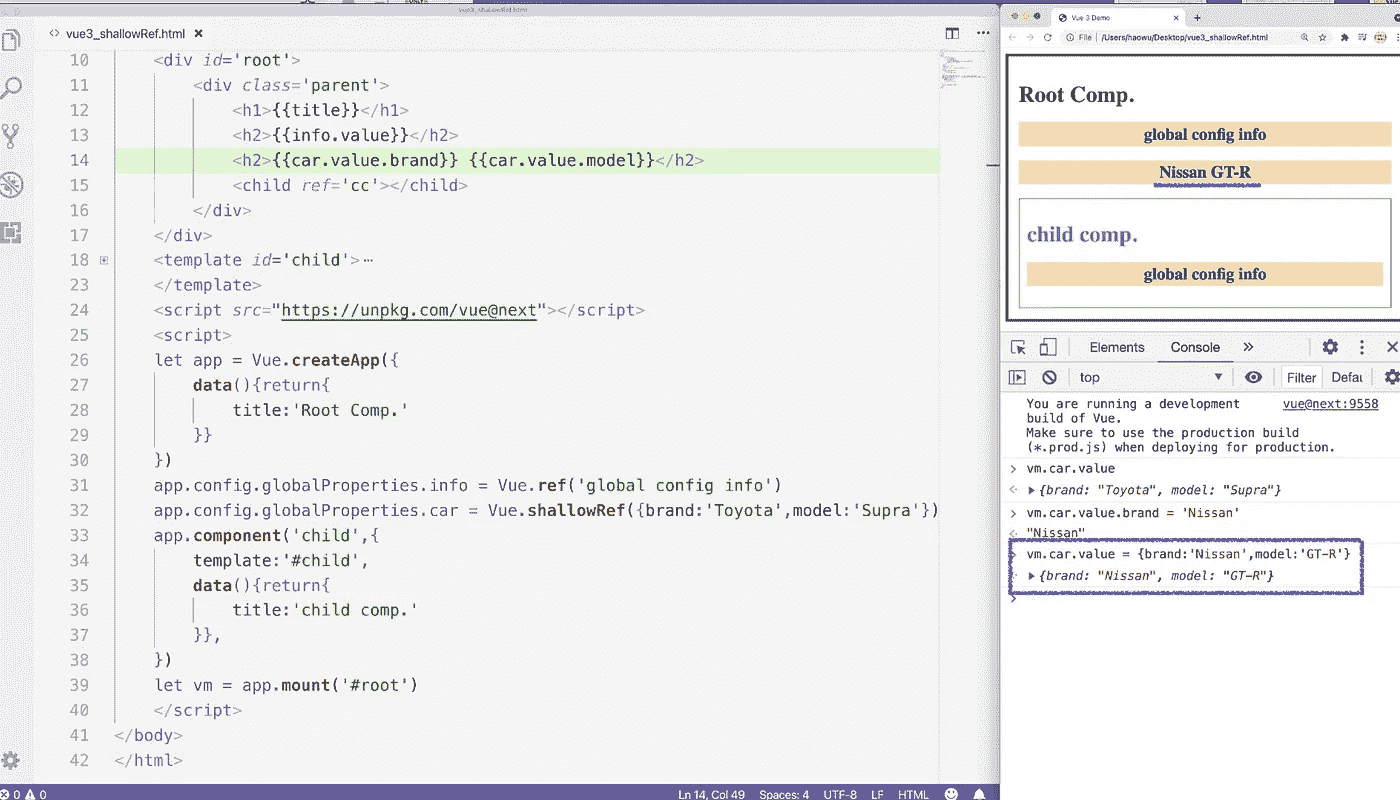 vue3_shallowRef.html
vue3_shallowRef.html
10 <div id='root'>
11 <div class='parent'>
12 <h1>{{title}}</h1>
13 <h2>{{info.value}}</h2>
14 <h2>{{car.value.brand}} {{car.value.model}}</h2>
15 <child ref='cc'></child>
16 </div>
17 </div>
18 <template id='child'>⋯
23 </template>
24 <script src="https://unpkg.com/vue@next"></script>
25 <script>
26 let app = Vue.createApp({
27 data(){return{
28 title:'Root Comp.'
29 }}
30 })
31 app.config.globalProperties.info = Vue.ref('global config info')
32 app.config.globalProperties.car = Vue.shallowRef({brand:'Toyota',model:'Supra'})
33 app.component('child',{
34 template:'#child',
35 data(){return{
36 title:'child comp.'
37 }},
38 })
39 let vm = app.mount('#root')
40 </script>
41 </body>
42 </html>
0 0
Ln 14, Col 49 Spaces: 4 UTF-8 LF HTML
Vue 3 Demo
File /Users/haowu/Desktop/vue3_shallowRef.html
Root Comp.
global config info
Nissan GT-R
child comp.
global config info
Elements Console »
top Filter Defau
You are running a development vue@next:9558
build of Vue.
Make sure to use the production build
(*.prod.js) when deploying for production.
> vm.car.value
{brand: "Toyota", model: "Supra"}
> vm.car.value.brand = 'Nissan'
"Nissan"
vm.car.value = {brand:'Nissan',model:'GT-R'}
{brand: "Nissan", model: "GT-R"}
>